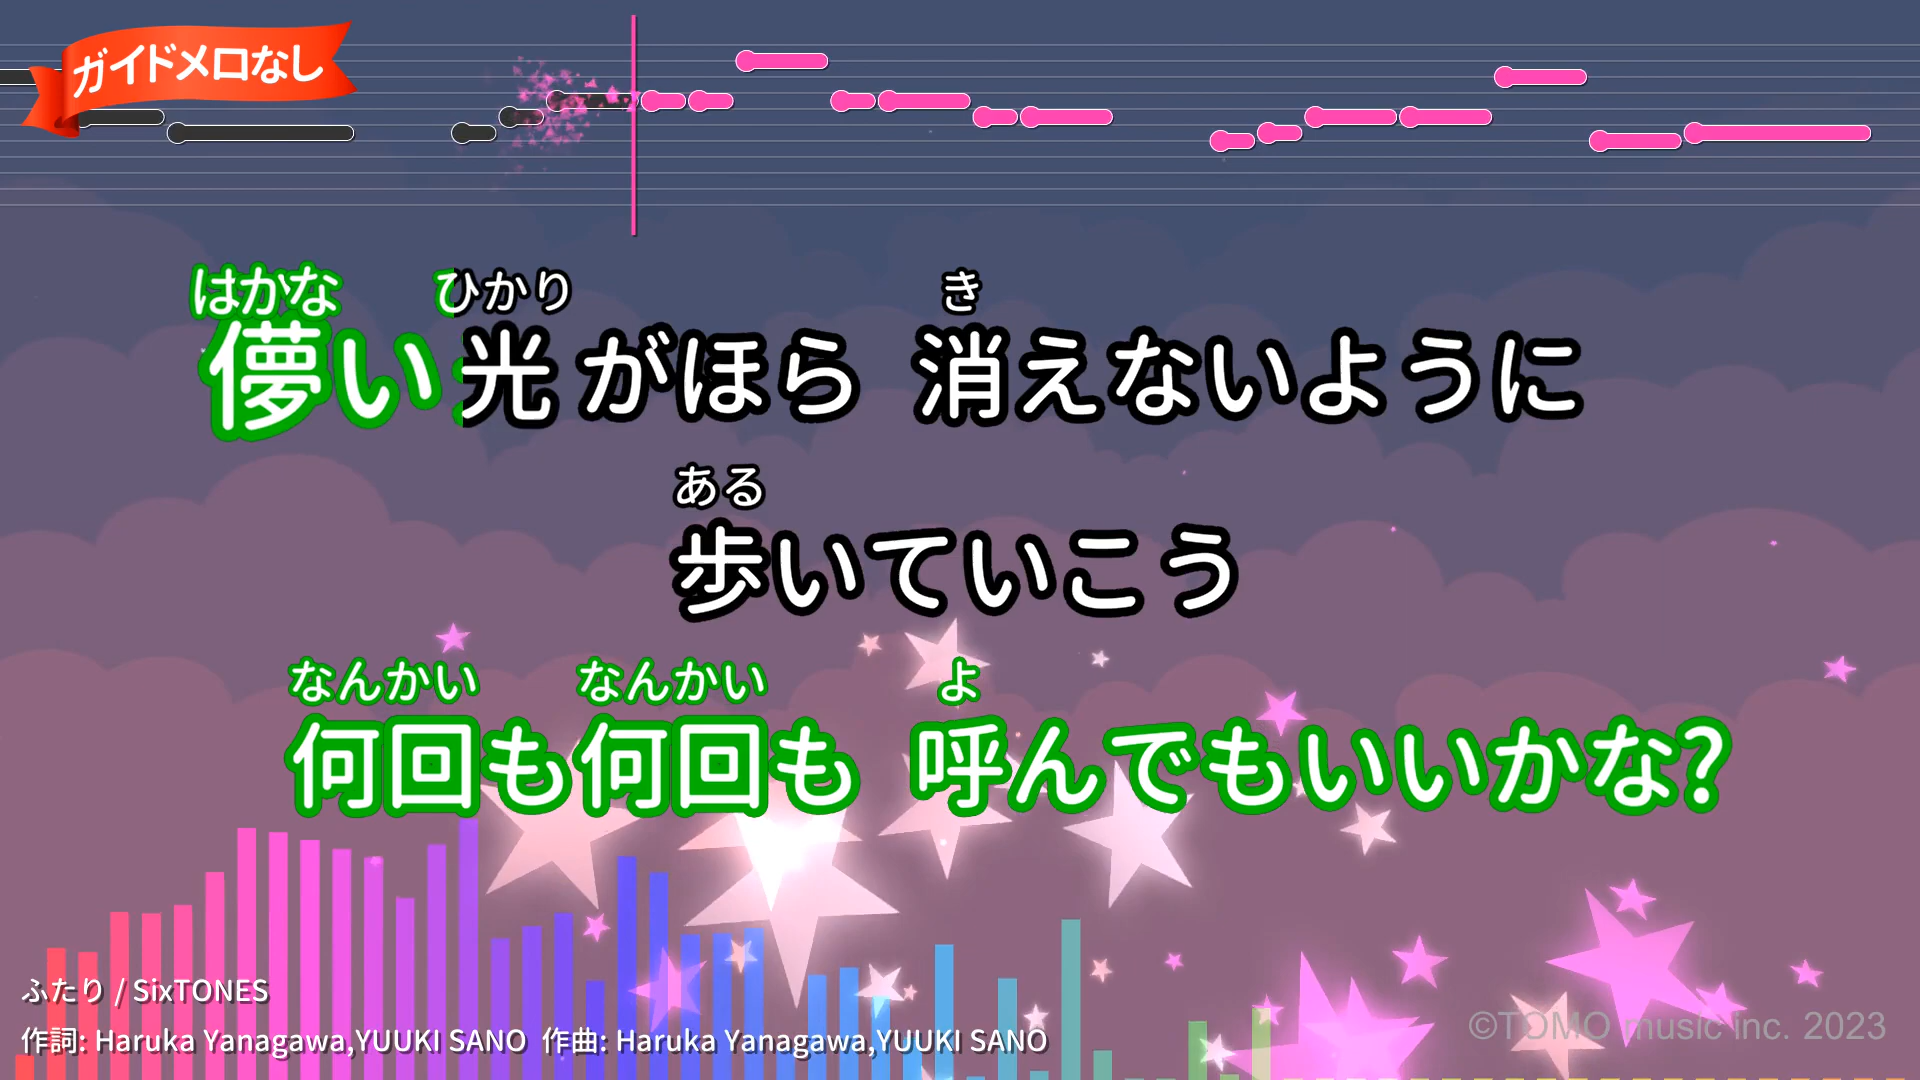 ガイドメロなし
はかな ひかり き
儚い光がほら 消えないように
ある
歩いていこう
なんかい なんかい よ
何回も何回も 呼んでもいいかな?
ふたり / SixTONES
作詞: Haruka Yanagawa,YUUKI SANO 作曲: Haruka Yanagawa,YUUKI SANO
©TOMO music inc. 2023